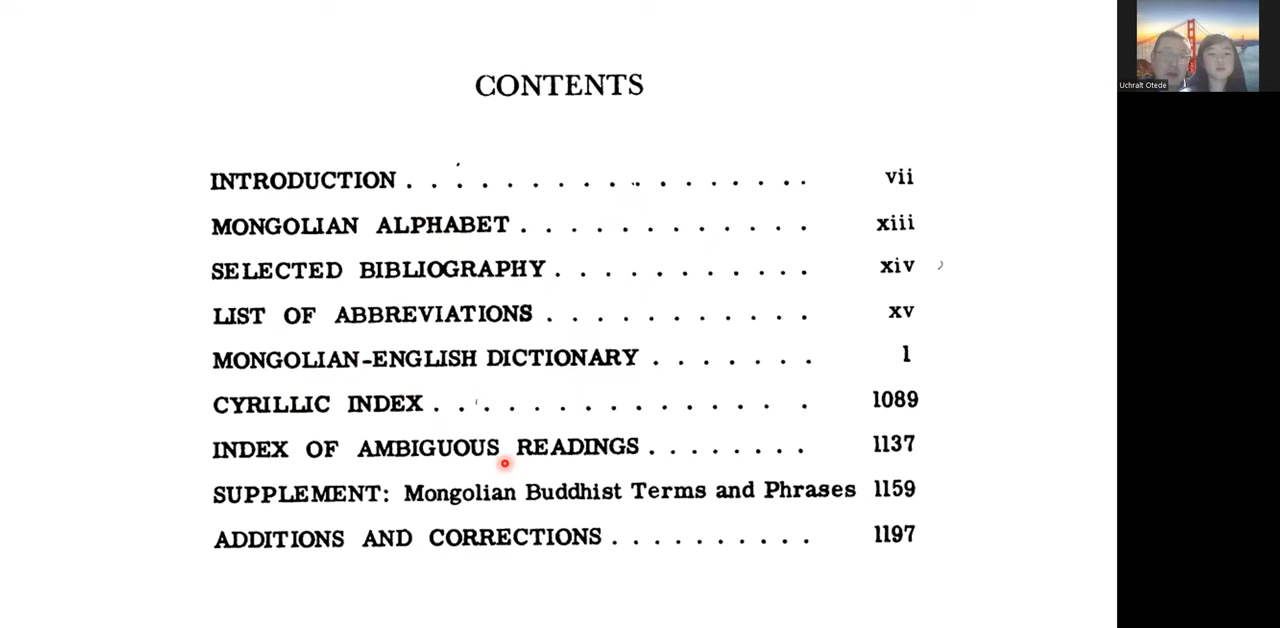 CONTENTS
INTRODUCTION . . . . . . . . . . . . . . . . . vii
MONGOLIAN ALPHABET . . . . . . . . . . . . xiii
SELECTED BIBLIOGRAPHY . . . . . . . . . . . xiv
LIST OF ABBREVIATIONS . . . . . . . . . . . xv
MONGOLIAN-ENGLISH DICTIONARY . . . . . . . 1
CYRILLIC INDEX . . . . . . . . . . . . . . . 1089
INDEX OF AMBIGUOUS READINGS . . . . . . . . 1137
SUPPLEMENT: Mongolian Buddhist Terms and Phrases 1159
ADDITIONS AND CORRECTIONS . . . . . . . . . . 1197
Uchralt Otede